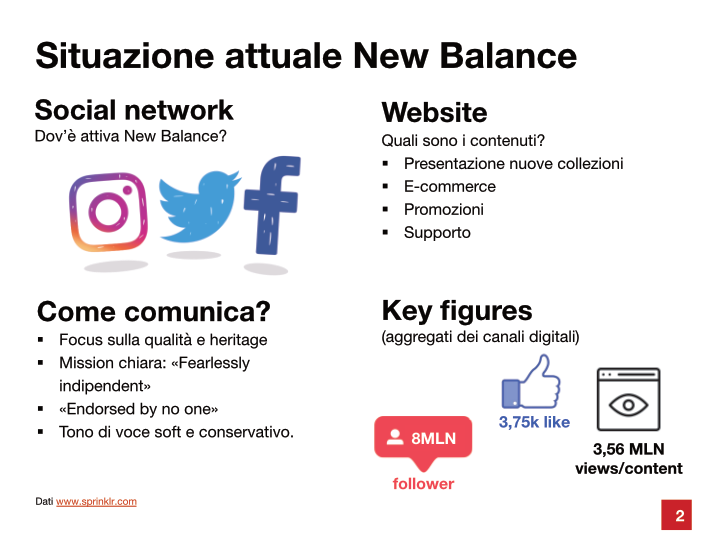 Situazione attuale New Balance
Social network
Dov’è attiva New Balance?
Website
Quali sono i contenuti?
▪ Presentazione nuove collezioni
▪ E-commerce
▪ Promozioni
▪ Supporto
Come comunica?
▪ Focus sulla qualità e heritage
▪ Mission chiara: «Fearlessly
indipendent»
▪ «Endorsed by no one»
▪ Tono di voce soft e conservativo.
Key figures
(aggregati dei canali digitali)
8MLN
follower
3,75k like
3,56 MLN
views/content
Dati www.sprinklr.com
2